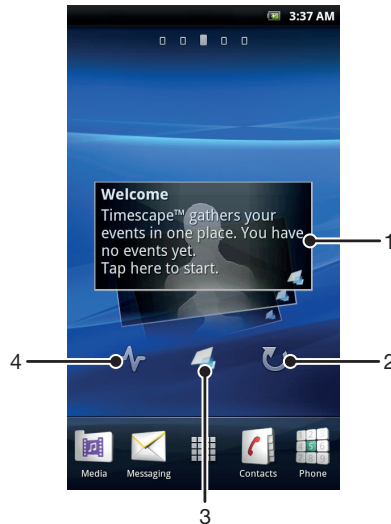 3:37 AM
Welcome
Timescape™ gathers your
events in one place. You have
no events yet.
Tap here to start.
1
4
2
Media
Messaging
Contacts
Phone
3